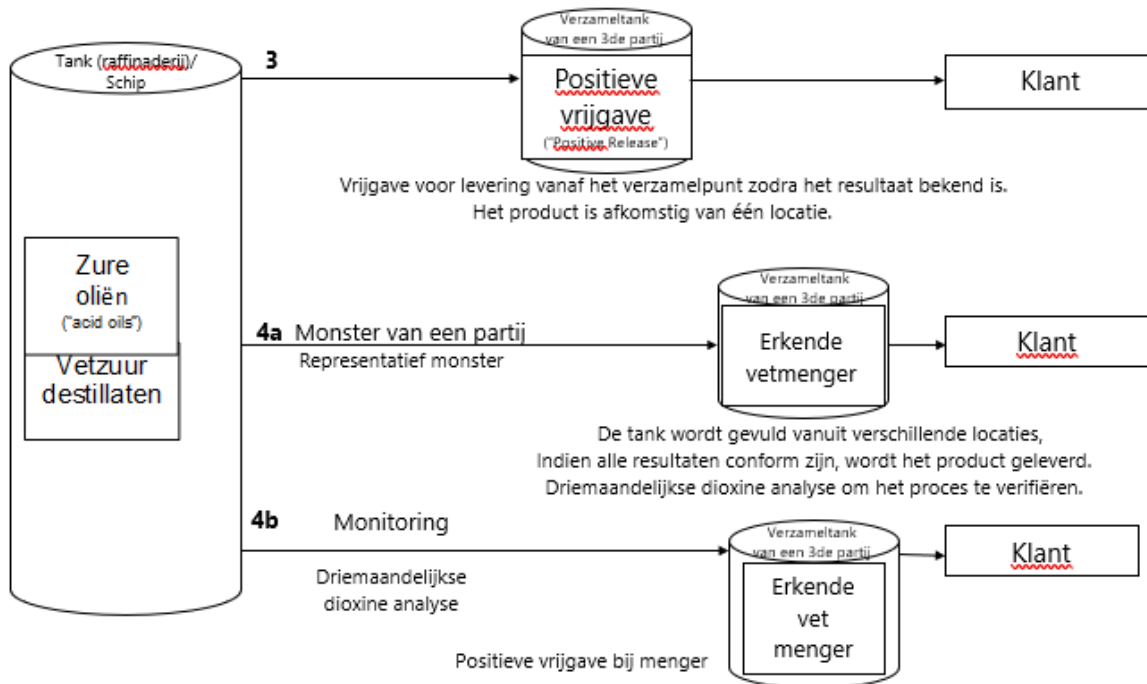 Tank (raffinaderij)/
Schip
Zure
oliën
("acid oils")
Vetzuur
destillaten
3
Verzameltank
van een 3de partij
Positieve
vrijgave
("Positive Release")
Klant
Vrijgave voor levering vanaf het verzamelpunt zodra het resultaat bekend is.
Het product is afkomstig van één locatie.
4a Monster van een partij
Representatief monster
Verzameltank
van een 3de partij
Erkende
vetmenger
Klant
De tank wordt gevuld vanuit verschillende locaties,
Indien alle resultaten conform zijn, wordt het product geleverd.
Driemaandelijkse dioxine analyse om het proces te verifiëren.
4b Monitoring
Driemaandelijkse
dioxine analyse
Verzameltank
van een 3de partij
Erkende
vet
menger
Klant
Positieve vrijgave bij menger